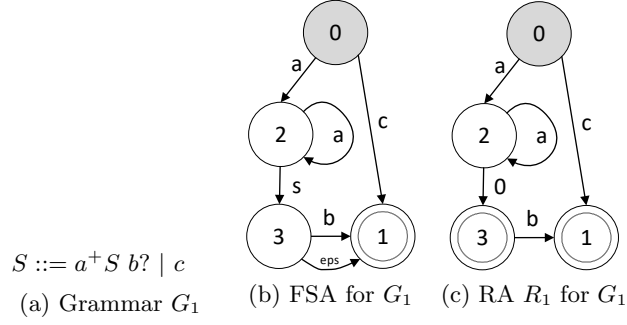 0
a
c
2
a
s
3
b
eps
1
0
a
c
2
a
0
3
b
1
S ::= a⁺S b? | c
(a) Grammar G₁
(b) FSA for G₁
(c) RA R₁ for G₁